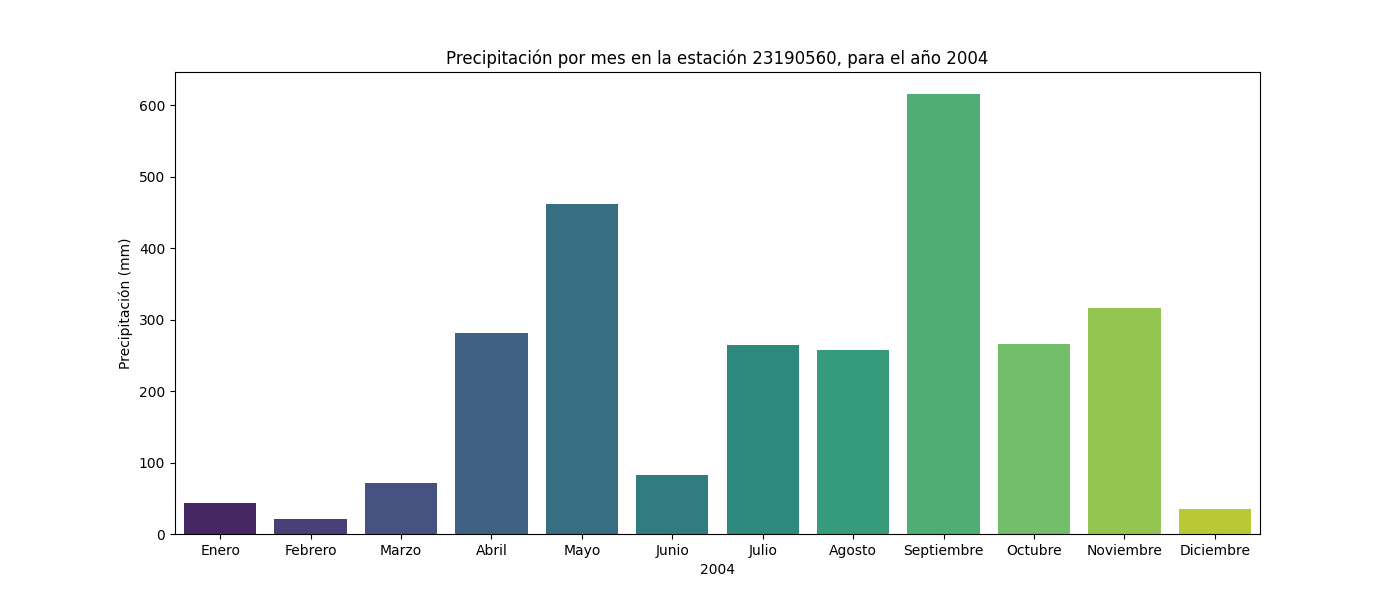 Precipitación por mes en la estación 23190560, para el año 2004
Precipitación (mm)
600
500
400
300
200
100
0
Enero Febrero Marzo Abril Mayo Junio Julio Agosto Septiembre Octubre Noviembre Diciembre
2004